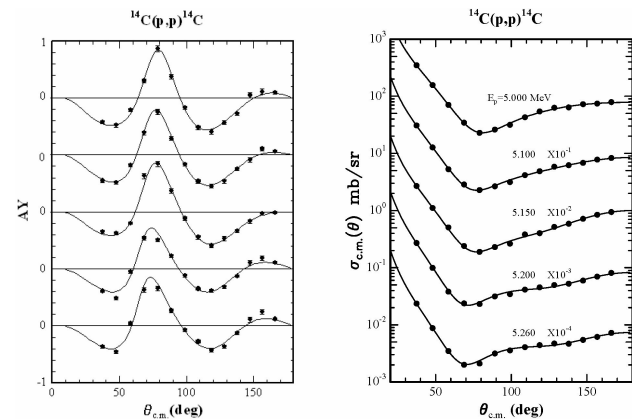 ¹⁴C(p,p)¹⁴C
1
0
0
0
0
0
-1
AY
0 50 100 150
θc.m. (deg)
¹⁴C(p,p)¹⁴C
10³
10²
10¹
10⁰
10⁻¹
10⁻²
10⁻³
σc.m.(θ) mb/sr
Eₚ=5.000 MeV
5.100 X10⁻¹
5.150 X10⁻²
5.200 X10⁻³
5.260 X10⁻⁴
50 100 150
θc.m. (deg)